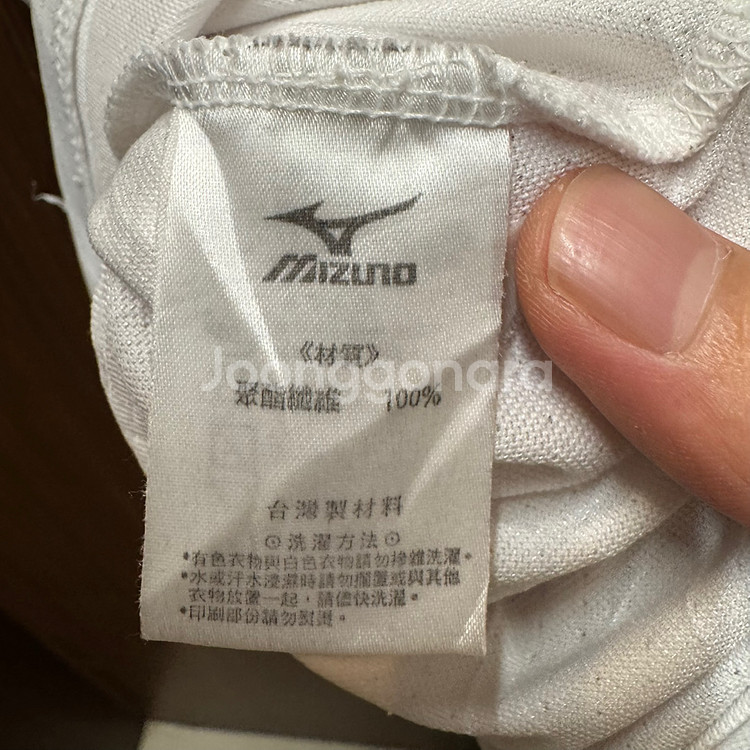 MIZUNO
《材質》
Joonggonara
聚酯纖維 100%
台灣製材料
⊙洗濯方法⊙
*有色衣物與白色衣物請勿摻雜洗濯。
*水或汗水浸濕時請勿擱置或與其他
衣物放置一起，請儘快洗濯。
*印刷部份請勿熨燙。